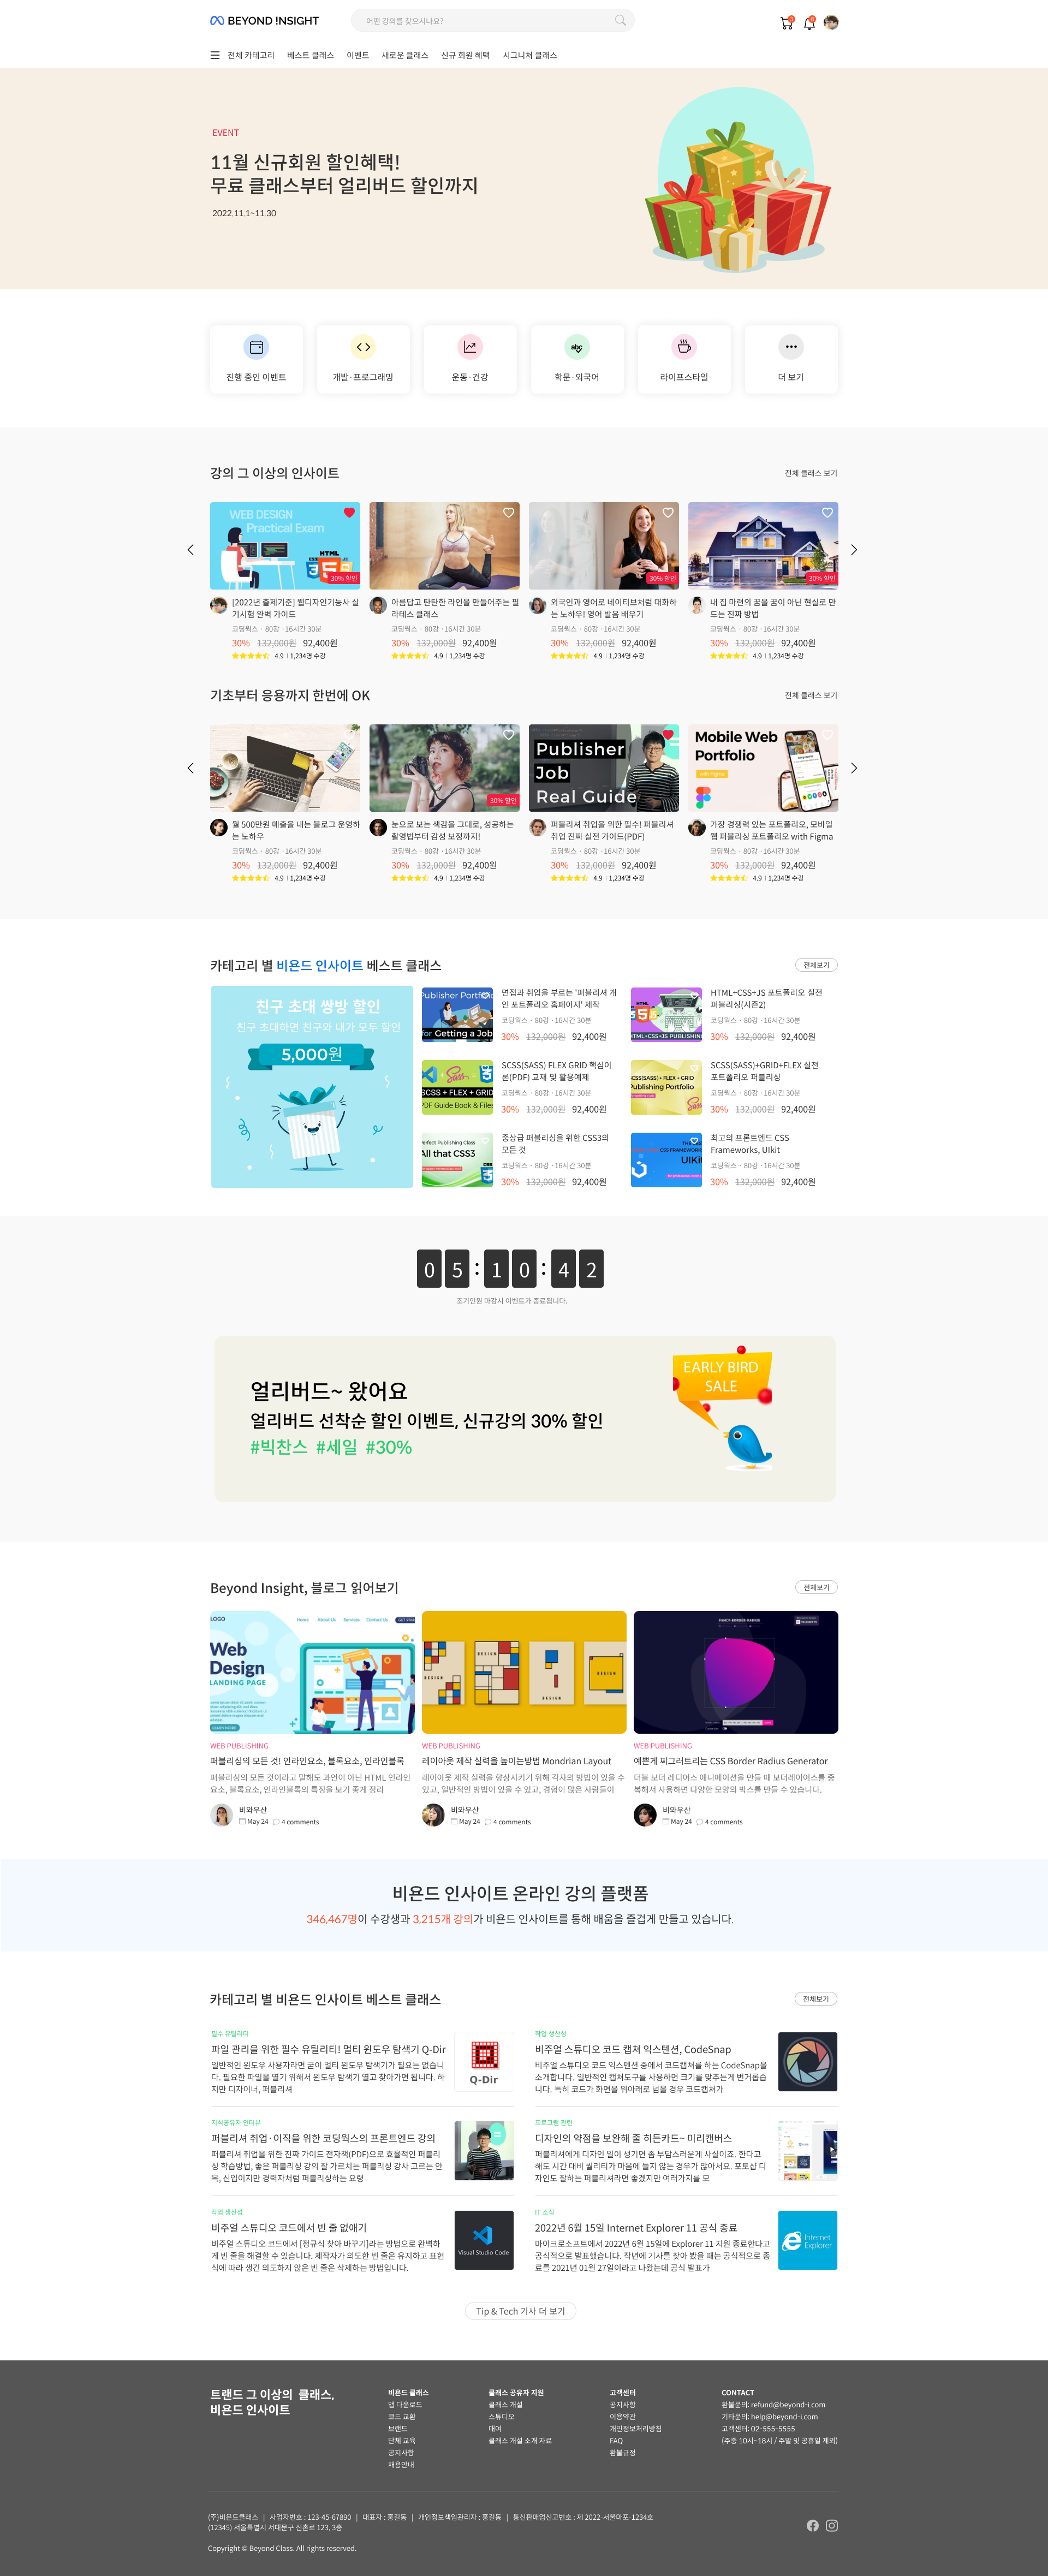 BEYOND !NSIGHT
어떤 강의를 찾으시나요?
전체 카테고리 베스트 클래스 이벤트 새로운 클래스 신규 회원 혜택 시그니쳐 클래스
EVENT
11월 신규회원 할인혜택!
무료 클래스부터 얼리버드 할인까지
2022.11.1~11.30
진행 중인 이벤트 개발·프로그래밍 운동·건강 학문·외국어 라이프스타일 더 보기
강의 그 이상의 인사이트 전체 클래스 보기
WEB DESIGN
Practical Exam
HTML
30% 할인 30% 할인 30% 할인
[2022년 출제기준] 웹디자인기능사 실
기시험 완벽 가이드
코딩웍스 · 80강 ·16시간 30분
30% 132,000원 92,400원
4.9 | 1,234명 수강
아름답고 탄탄한 라인을 만들어주는 필
라테스 클래스
코딩웍스 · 80강 ·16시간 30분
30% 132,000원 92,400원
4.9 | 1,234명 수강
외국인과 영어로 네이티브처럼 대화하
는 노하우! 영어 발음 배우기
코딩웍스 · 80강 ·16시간 30분
30% 132,000원 92,400원
4.9 | 1,234명 수강
내 집 마련의 꿈을 꿈이 아닌 현실로 만
드는 진짜 방법
코딩웍스 · 80강 ·16시간 30분
30% 132,000원 92,400원
4.9 | 1,234명 수강
기초부터 응용까지 한번에 OK 전체 클래스 보기
30% 할인
Publisher
Job
Real Guide
Mobile Web
Portfolio
with Figma
월 500만원 매출을 내는 블로그 운영하
는 노하우
코딩웍스 · 80강 ·16시간 30분
30% 132,000원 92,400원
4.9 | 1,234명 수강
눈으로 보는 색감을 그대로, 성공하는
촬영법부터 감성 보정까지!
코딩웍스 · 80강 ·16시간 30분
30% 132,000원 92,400원
4.9 | 1,234명 수강
퍼블리셔 취업을 위한 필수! 퍼블리셔
취업 진짜 실전 가이드(PDF)
코딩웍스 · 80강 ·16시간 30분
30% 132,000원 92,400원
4.9 | 1,234명 수강
가장 경쟁력 있는 포트폴리오, 모바일
웹 퍼블리싱 포트폴리오 with Figma
코딩웍스 · 80강 ·16시간 30분
30% 132,000원 92,400원
4.9 | 1,234명 수강
카테고리 별 비욘드 인사이트 베스트 클래스 전체보기
친구 초대 쌍방 할인
친구 초대하면 친구와 내가 모두 할인
5,000원
Publisher Portfolio
for Getting a Job
면접과 취업을 부르는 '퍼블리셔 개
인 포트폴리오 홈페이지' 제작
코딩웍스 · 80강 ·16시간 30분
30% 132,000원 92,400원
HTML+CSS+JS PUBLISHING
HTML+CSS+JS 포트폴리오 실전
퍼블리싱(시즌2)
코딩웍스 · 80강 ·16시간 30분
30% 132,000원 92,400원
Sass
SCSS + FLEX + GRID
PDF Guide Book & Files
SCSS(SASS) FLEX GRID 핵심이
론(PDF) 교재 및 활용예제
코딩웍스 · 80강 ·16시간 30분
30% 132,000원 92,400원
SCSS(SASS) + FLEX + GRID
Publishing Portfolio
SCSS(SASS)+GRID+FLEX 실전
포트폴리오 퍼블리싱
코딩웍스 · 80강 ·16시간 30분
30% 132,000원 92,400원
Perfect Publishing Class
All that CSS3
중상급 퍼블리싱을 위한 CSS3의
모든 것
코딩웍스 · 80강 ·16시간 30분
30% 132,000원 92,400원
CSS FRAMEWORKS
UIKit
최고의 프론트엔드 CSS
Frameworks, UIkit
코딩웍스 · 80강 ·16시간 30분
30% 132,000원 92,400원
05:10:42
조기인원 마감시 이벤트가 종료됩니다.
얼리버드~ 왔어요
얼리버드 선착순 할인 이벤트, 신규강의 30% 할인
#빅찬스 #세일 #30%
EARLY BIRD
SALE
Beyond Insight, 블로그 읽어보기 전체보기
LOGO Home About Us Services Contact Us
Web
Design
LANDING PAGE
LEARN MORE
DESIGN DESIGN DESIGN DESIGN
FANCY-BORDER-RADIUS
WEB PUBLISHING
퍼블리싱의 모든 것! 인라인요소, 블록요소, 인라인블록
퍼블리싱의 모든 것이라고 말해도 과언이 아닌 HTML 인라인
요소, 블록요소, 인라인블록의 특징을 보기 좋게 정리
비와우산
May 24 4 comments
WEB PUBLISHING
레이아웃 제작 실력을 높이는방법 Mondrian Layout
레이아웃 제작 실력을 향상시키기 위해 각자의 방법이 있을 수
있고, 일반적인 방법이 있을 수 있고, 경험이 많은 사람들이
비와우산
May 24 4 comments
WEB PUBLISHING
예쁜게 찌그러트리는 CSS Border Radius Generator
더블 보더 레디어스 애니메이션을 만들 때 보더레이어스를 중
복해서 사용하면 다양한 모양의 박스를 만들 수 있습니다.
비와우산
May 24 4 comments
비욘드 인사이트 온라인 강의 플랫폼
346,467명이 수강생과 3,215개 강의가 비욘드 인사이트를 통해 배움을 즐겁게 만들고 있습니다.
카테고리 별 비욘드 인사이트 베스트 클래스 전체보기
필수 유틸리티
파일 관리을 위한 필수 유틸리티! 멀티 윈도우 탐색기 Q-Dir
일반적인 윈도우 사용자라면 굳이 멀티 윈도우 탐색기가 필요는 없습니
다. 필요한 파일을 열기 위해서 윈도우 탐색기 열고 찾아가면 됩니다. 하
지만 디자이너, 퍼블리셔
Q-Dir
작업 생산성
비주얼 스튜디오 코드 캡쳐 익스텐션, CodeSnap
비주얼 스튜디오 코드 익스텐션 중에서 코드캡쳐를 하는 CodeSnap을
소개합니다. 일반적인 캡쳐도구를 사용하면 크기를 맞추는게 번거롭습
니다. 특히 코드가 화면을 위아래로 넘을 경우 코드캡쳐가
지식공유자 인터뷰
퍼블리셔 취업·이직을 위한 코딩웍스의 프론트엔드 강의
퍼블리셔 취업을 위한 진짜 가이드 전자책(PDF)으로 효율적인 퍼블리
싱 학습방법, 좋은 퍼블리싱 강의 잘 가르치는 퍼블리싱 강사 고르는 안
목, 신입이지만 경력자처럼 퍼블리싱하는 요령
프로그램 관련
디자인의 약점을 보완해 줄 히든카드~ 미리캔버스
퍼블리셔에게 디자인 일이 생기면 좀 부담스러운게 사실이죠. 한다고
해도 시간 대비 퀄리티가 마음에 들지 않는 경우가 많아서요. 포토샵 디
자인도 잘하는 퍼블리셔라면 좋겠지만 여러가지를 모
작업 생산성
비주얼 스튜디오 코드에서 빈 줄 없애기
비주얼 스튜디오 코드에서 [정규식 찾아 바꾸기]라는 방법으로 완벽하
게 빈 줄을 해결할 수 있습니다. 제작자가 의도한 빈 줄은 유지하고 표현
식에 따라 생긴 의도하지 않은 빈 줄은 삭제하는 방법입니다.
Visual Studio Code
IT 소식
2022년 6월 15일 Internet Explorer 11 공식 종료
마이크로소프트에서 2022년 6월 15일에 Explorer 11 지원 종료한다고
공식적으로 발표했습니다. 작년에 기사를 찾아 봤을 때는 공식적으로 종
료를 2021년 01월 27일이라고 나왔는데 공식 발표가
Internet
Explorer
Tip & Tech 기사 더 보기
트랜드 그 이상의 클래스,
비욘드 인사이트
비욘드 클래스
앱 다운로드
코드 교환
브랜드
단체 교육
공지사항
채용안내
클래스 공유자 지원
클래스 개설
스튜디오
대여
클래스 개설 소개 자료
고객센터
공지사항
이용약관
개인정보처리방침
FAQ
환불규정
CONTACT
환불문의: refund@beyond-i.com
기타문의: help@beyond-i.com
고객센터: 02-555-5555
(주중 10시~18시 / 주말 및 공휴일 제외)
(주)비욘드클래스 | 사업자번호 : 123-45-67890 | 대표자 : 홍길동 | 개인정보책임관리자 : 홍길동 | 통신판매업신고번호 : 제 2022-서울마포-1234호
(12345) 서울특별시 서대문구 신촌로 123, 3층
Copyright © Beyond Class. All rights reserved.